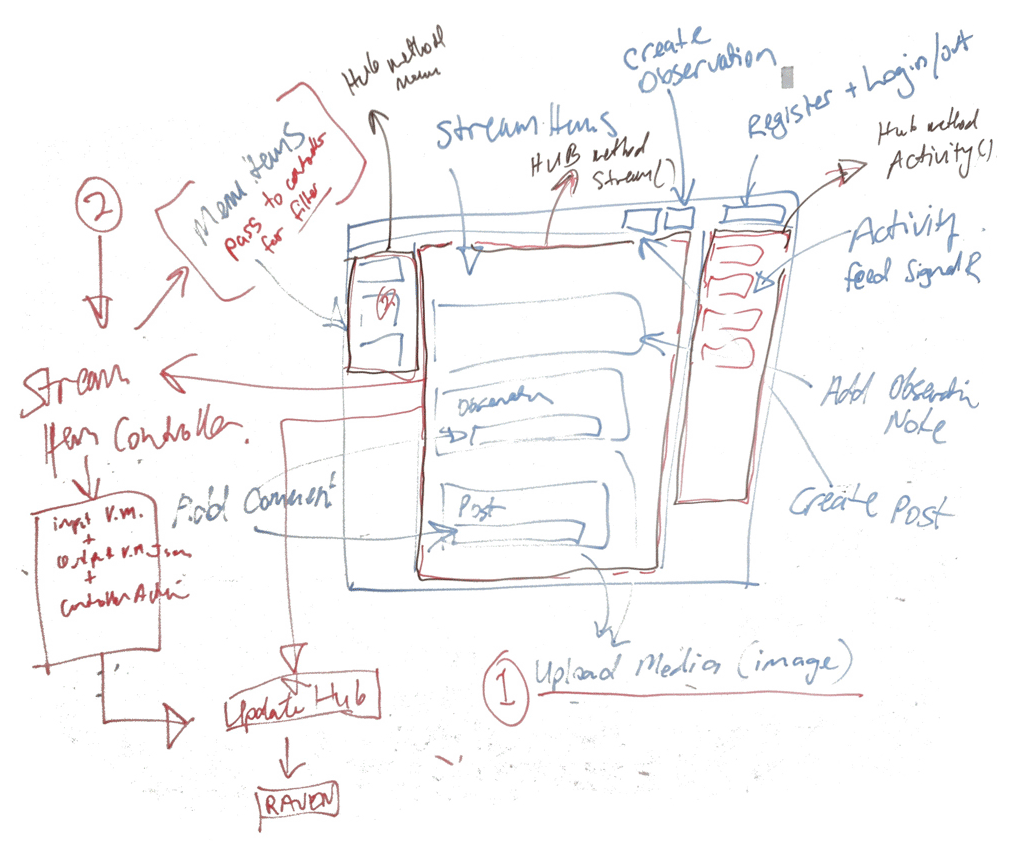 Hub method
menu
Create
Observation
Register + Login/out
Stream Items
HUB method
Stream()
Hub method
Activity()
Menu items
pass to controller
for filter
2
2
Activity
feed SignalR
Stream
Item Controller.
Observation
Add Observation
Note
Add Comment
Post
Create Post
input V.M.
+
output V.M Json
+
Controller Action
1 Upload Media (image)
Update Hub
RAVEN